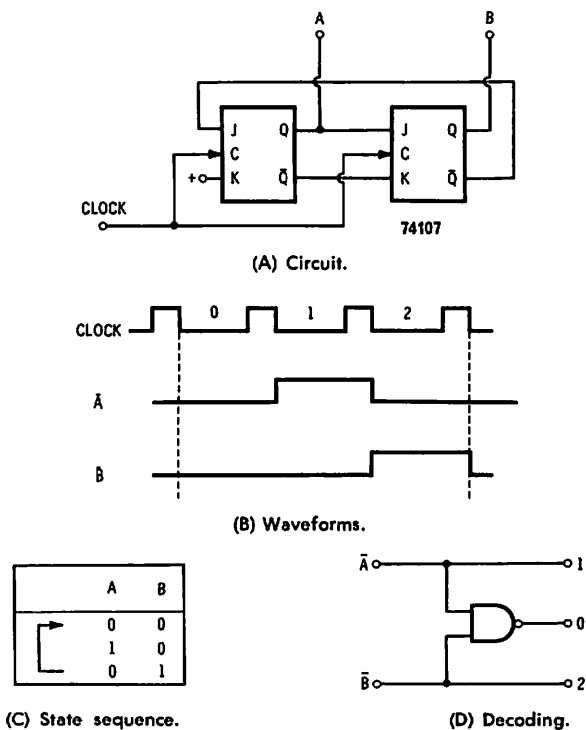 A B
J Q J Q
C C
+ K Q̄ K Q̄
CLOCK
74107
(A) Circuit.
0 1 2
CLOCK
Ā
B
(B) Waveforms.
A B
0 0
1 0
0 1
(C) State sequence.
Ā 1
0
B̄ 2
(D) Decoding.